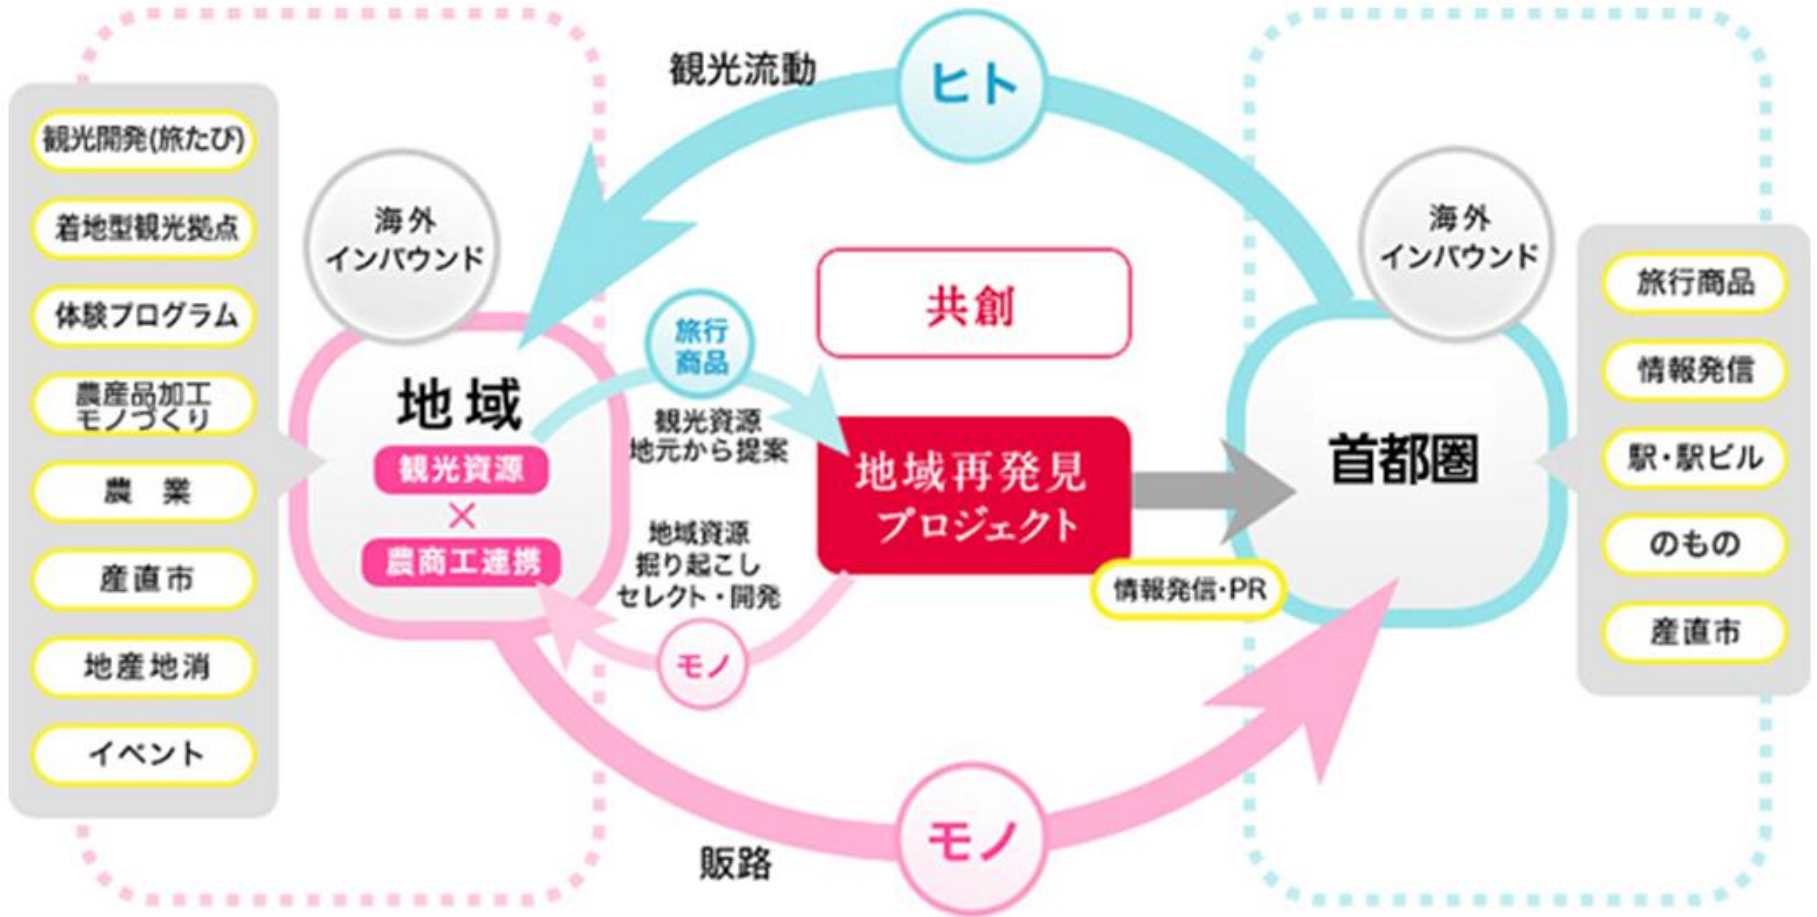 観光流動
ヒト
観光開発(旅たび)
着地型観光拠点
体験プログラム
農産品加工
モノづくり
農　業
産直市
地産地消
イベント
海外
インバウンド
地域
観光資源
×
農商工連携
旅行
商品
観光資源
地元から提案
地域資源
掘り起こし
セレクト・開発
モノ
共創
地域再発見
プロジェクト
情報発信・PR
海外
インバウンド
首都圏
旅行商品
情報発信
駅・駅ビル
のもの
産直市
販路
モノ